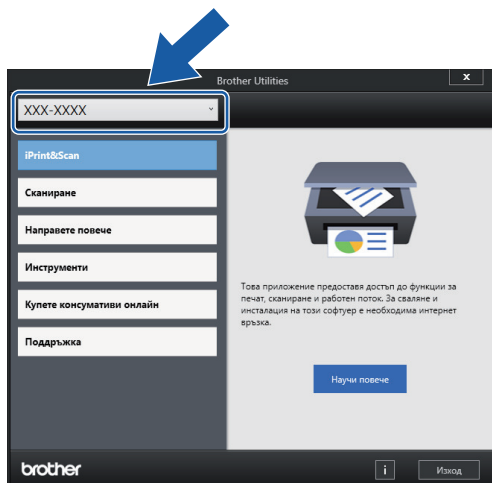 Brother Utilities
x
XXX-XXXX
iPrint&Scan
Сканиране
Направете повече
Инструменти
Купете консумативи онлайн
Поддръжка
Това приложение предоставя достъп до функции за
печат, сканиране и работен поток. За сваляне и
инсталация на този софтуер е необходима интернет
връзка.
Научи повече
brother
i
Изход